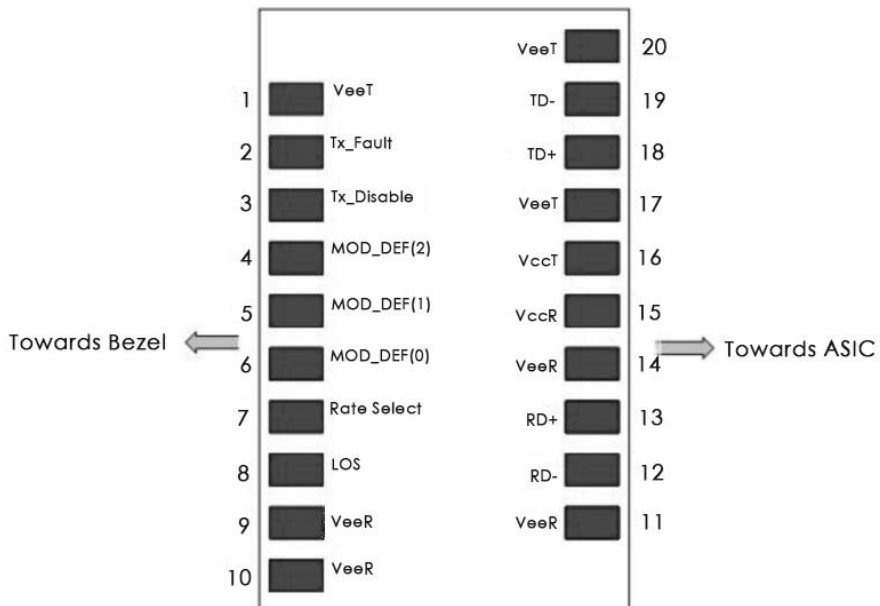 VeeT 20
1 VeeT TD- 19
2 Tx_Fault TD+ 18
3 Tx_Disable VeeT 17
4 MOD_DEF(2) VccT 16
5 MOD_DEF(1) VccR 15
Towards Bezel
6 MOD_DEF(0) VeeR 14
Towards ASIC
7 Rate Select RD+ 13
8 LOS RD- 12
9 VeeR VeeR 11
10 VeeR